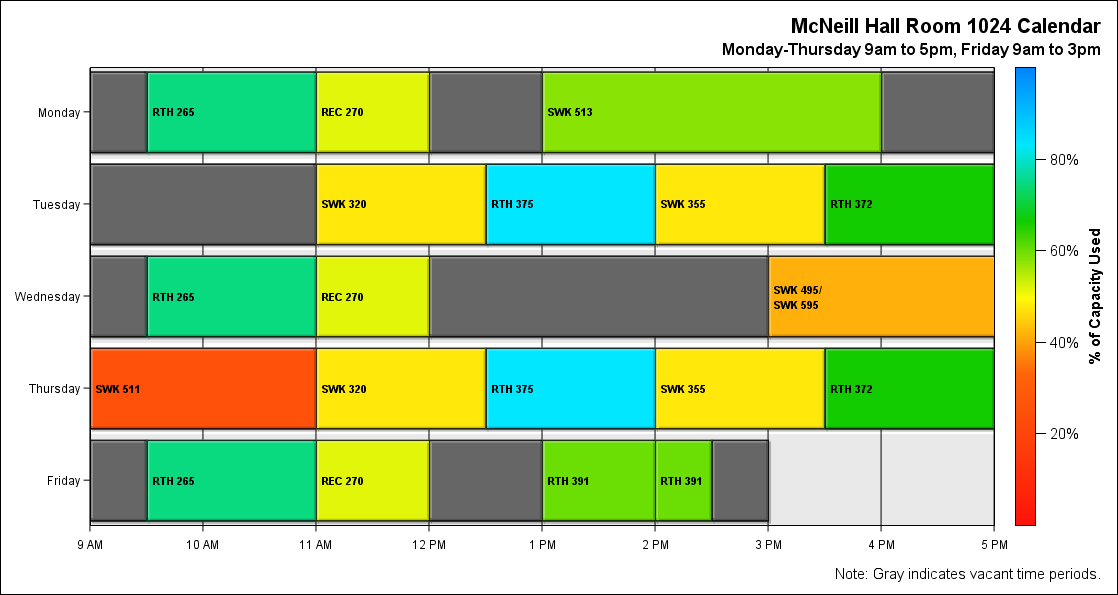 McNeill Hall Room 1024 Calendar
Monday-Thursday 9am to 5pm, Friday 9am to 3pm
Monday
RTH 265
REC 270
SWK 513
Tuesday
SWK 320
RTH 375
SWK 355
RTH 372
Wednesday
RTH 265
REC 270
SWK 495/
SWK 595
Thursday
SWK 511
SWK 320
RTH 375
SWK 355
RTH 372
Friday
RTH 265
REC 270
RTH 391
RTH 391
9 AM
10 AM
11 AM
12 PM
1 PM
2 PM
3 PM
4 PM
5 PM
80%
60%
40%
20%
% of Capacity Used
Note: Gray indicates vacant time periods.